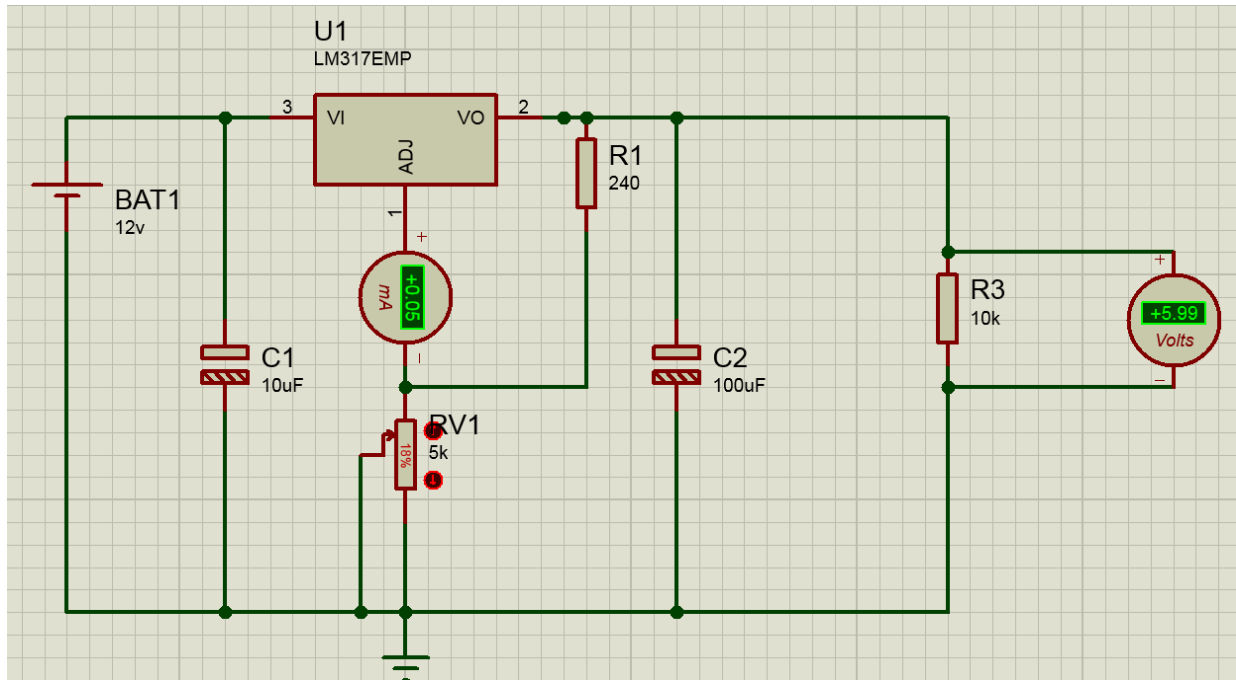 U1
LM317EMP
3
VI
VO
2
ADJ
1
R1
240
BAT1
12v
+
+0.05
mA
-
C1
10uF
C2
100uF
R3
10k
+
+5.99
Volts
-
RV1
5k
18%